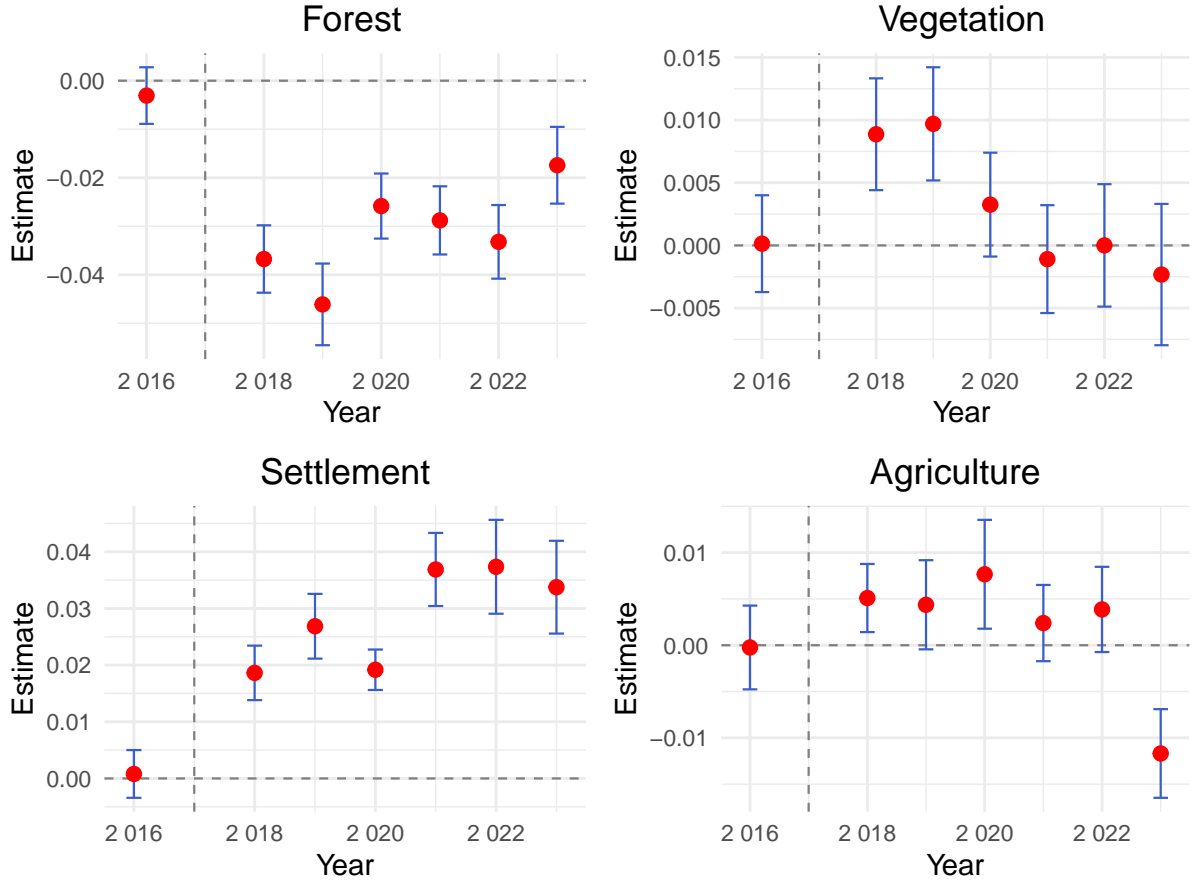 Forest
Estimate
0.00
−0.02
−0.04
2 016 2 018 2 020 2 022
Year
Vegetation
Estimate
0.015
0.010
0.005
0.000
−0.005
2 016 2 018 2 020 2 022
Year
Settlement
Estimate
0.04
0.03
0.02
0.01
0.00
2 016 2 018 2 020 2 022
Year
Agriculture
Estimate
0.01
0.00
−0.01
2 016 2 018 2 020 2 022
Year